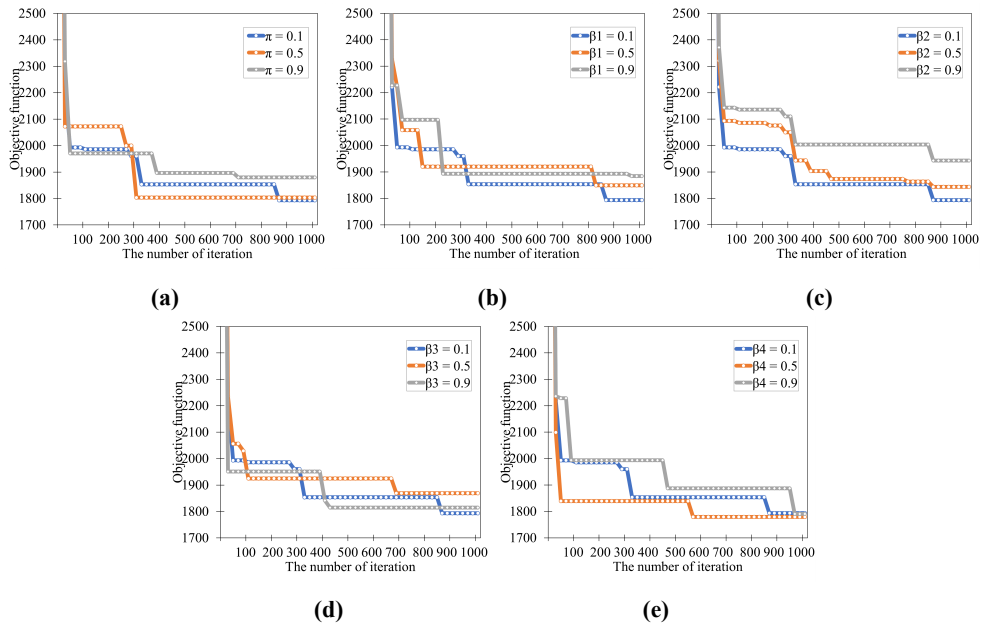 2500
2400
2300
2200
2100
2000
1900
1800
1700
Objective function
π = 0.1
π = 0.5
π = 0.9
100 200 300 400 500 600 700 800 900 1000
The number of iteration
(a)
2500
2400
2300
2200
2100
2000
1900
1800
1700
Objective function
β1 = 0.1
β1 = 0.5
β1 = 0.9
100 200 300 400 500 600 700 800 900 1000
The number of iteration
(b)
2500
2400
2300
2200
2100
2000
1900
1800
1700
Objective function
β2 = 0.1
β2 = 0.5
β2 = 0.9
100 200 300 400 500 600 700 800 900 1000
The number of iteration
(c)
2500
2400
2300
2200
2100
2000
1900
1800
1700
Objective function
β3 = 0.1
β3 = 0.5
β3 = 0.9
100 200 300 400 500 600 700 800 900 1000
The number of iteration
(d)
2500
2400
2300
2200
2100
2000
1900
1800
1700
Objective function
β4 = 0.1
β4 = 0.5
β4 = 0.9
100 200 300 400 500 600 700 800 900 1000
The number of iteration
(e)